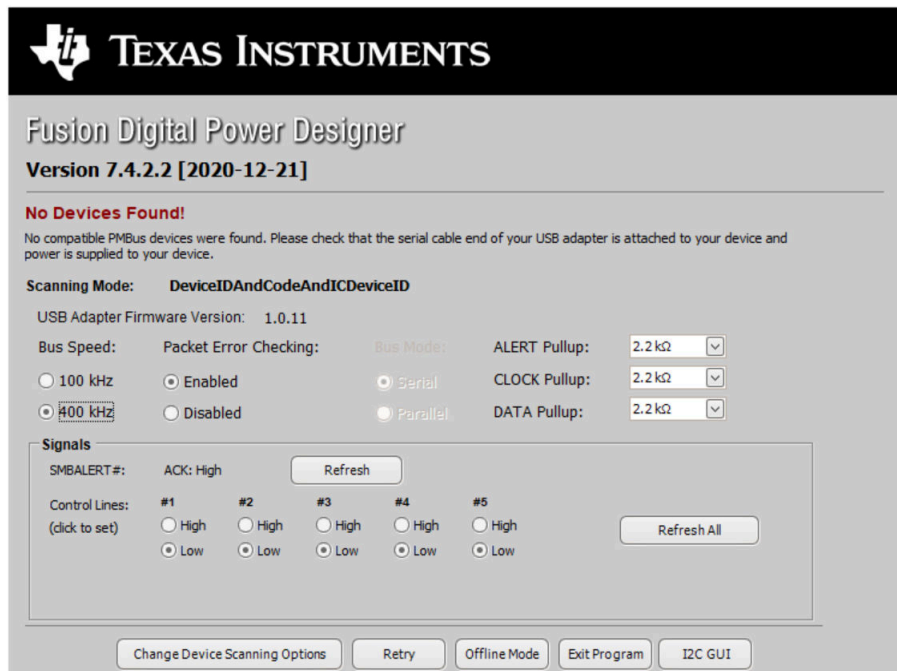 TEXAS INSTRUMENTS
Fusion Digital Power Designer
Version 7.4.2.2 [2020-12-21]
No Devices Found!
No compatible PMBus devices were found. Please check that the serial cable end of your USB adapter is attached to your device and
power is supplied to your device.
Scanning Mode: DeviceIDAndCodeAndICDeviceID
USB Adapter Firmware Version: 1.0.11
Bus Speed: Packet Error Checking: Bus Mode: ALERT Pullup: 2.2 kΩ
100 kHz Enabled Serial CLOCK Pullup: 2.2 kΩ
400 kHz Disabled Parallel DATA Pullup: 2.2 kΩ
Signals
SMBALERT#: ACK: High Refresh
Control Lines: #1 #2 #3 #4 #5
(click to set) High High High High High Refresh All
Low Low Low Low Low
Change Device Scanning Options Retry Offline Mode Exit Program I2C GUI